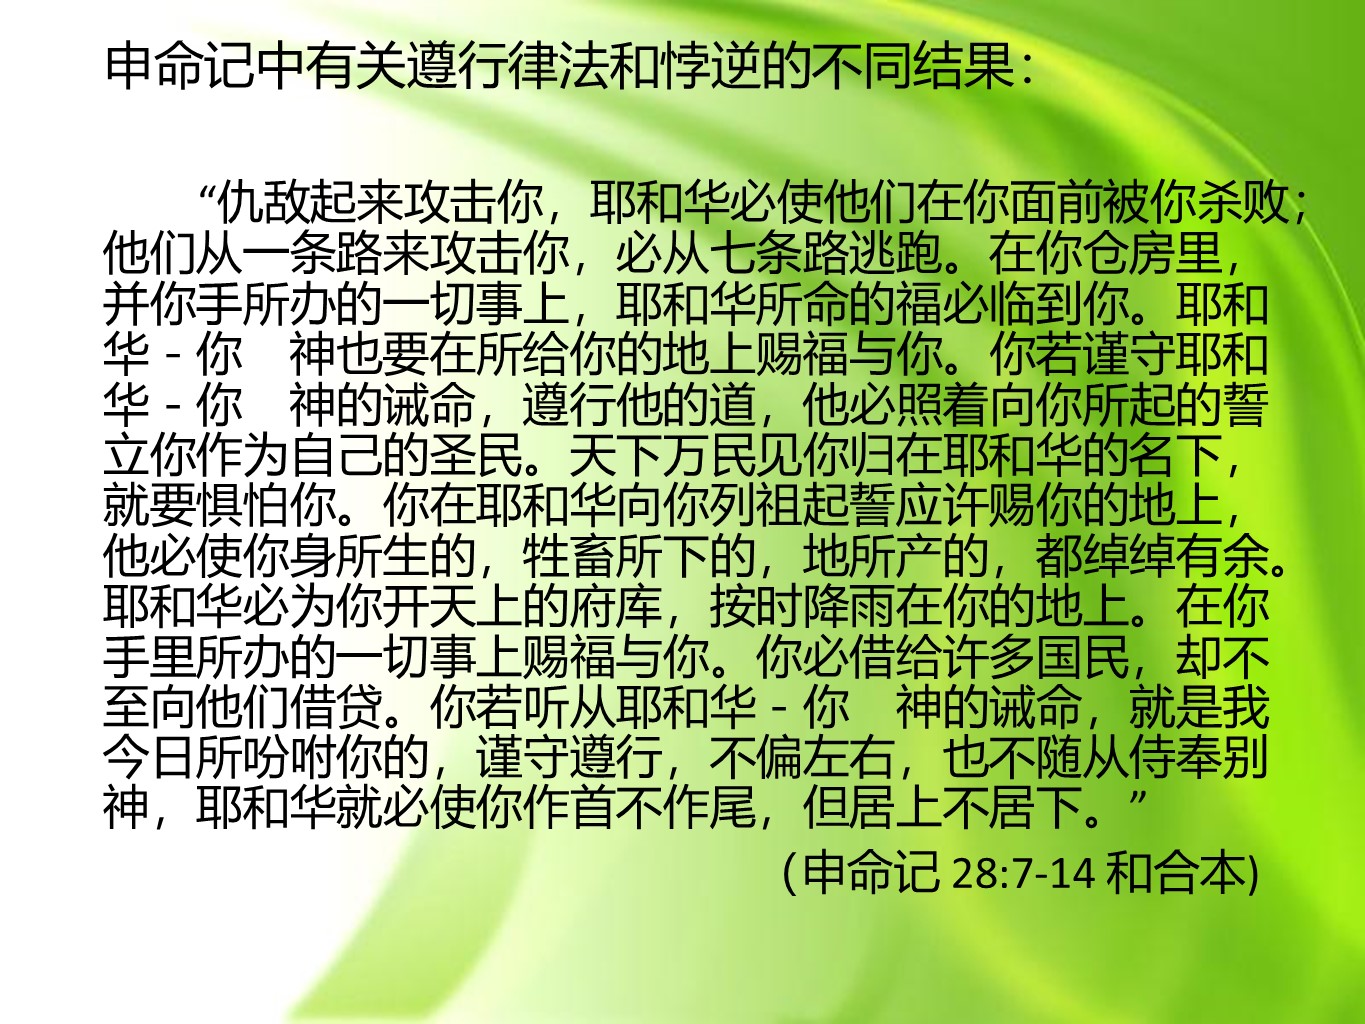 申命记中有关遵行律法和悖逆的不同结果：
“仇敌起来攻击你，耶和华必使他们在你面前被你杀败；
他们从一条路来攻击你，必从七条路逃跑。在你仓房里，
并你手所办的一切事上，耶和华所命的福必临到你。耶和
华－你　神也要在所给你的地上赐福与你。你若谨守耶和
华－你　神的诫命，遵行他的道，他必照着向你所起的誓
立你作为自己的圣民。天下万民见你归在耶和华的名下，
就要惧怕你。你在耶和华向你列祖起誓应许赐你的地上，
他必使你身所生的，牲畜所下的，地所产的，都绰绰有余。
耶和华必为你开天上的府库，按时降雨在你的地上。在你
手里所办的一切事上赐福与你。你必借给许多国民，却不
至向他们借贷。你若听从耶和华－你　神的诫命，就是我
今日所吩咐你的，谨守遵行，不偏左右，也不随从侍奉别
神，耶和华就必使你作首不作尾，但居上不居下。”
（申命记 28:7-14 和合本)